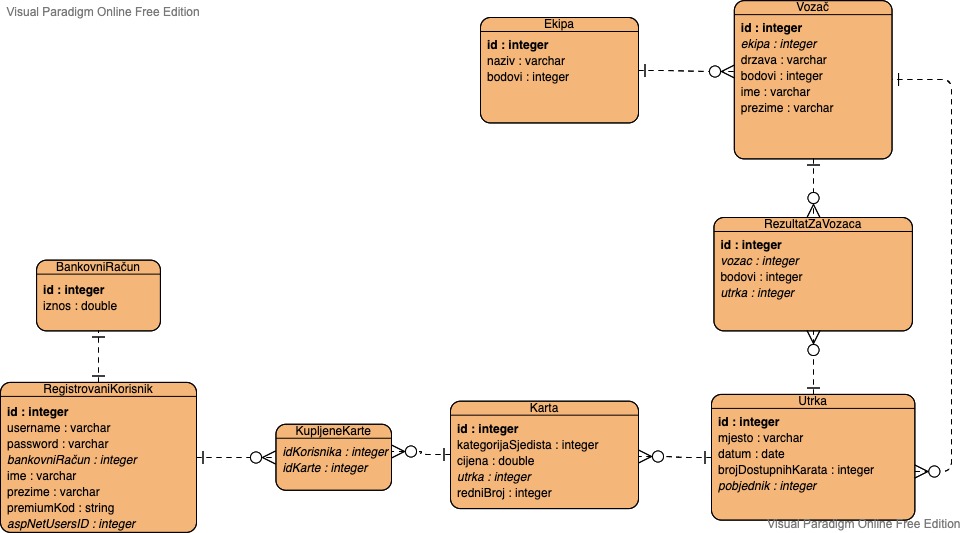 Visual Paradigm Online Free Edition
Ekipa
id : integer
naziv : varchar
bodovi : integer
Vozač
id : integer
ekipa : integer
drzava : varchar
bodovi : integer
ime : varchar
prezime : varchar
RezultatZaVozaca
id : integer
vozac : integer
bodovi : integer
utrka : integer
BankovniRačun
id : integer
iznos : double
RegistrovaniKorisnik
id : integer
username : varchar
password : varchar
bankovniRačun : integer
ime : varchar
prezime : varchar
premiumKod : string
aspNetUsersID : integer
KupljeneKarte
idKorisnika : integer
idKarte : integer
Karta
id : integer
kategorijaSjedista : integer
cijena : double
utrka : integer
redniBroj : integer
Utrka
id : integer
mjesto : varchar
datum : date
brojDostupnihKarata : integer
pobjednik : integer
Visual Paradigm Online Free Edition